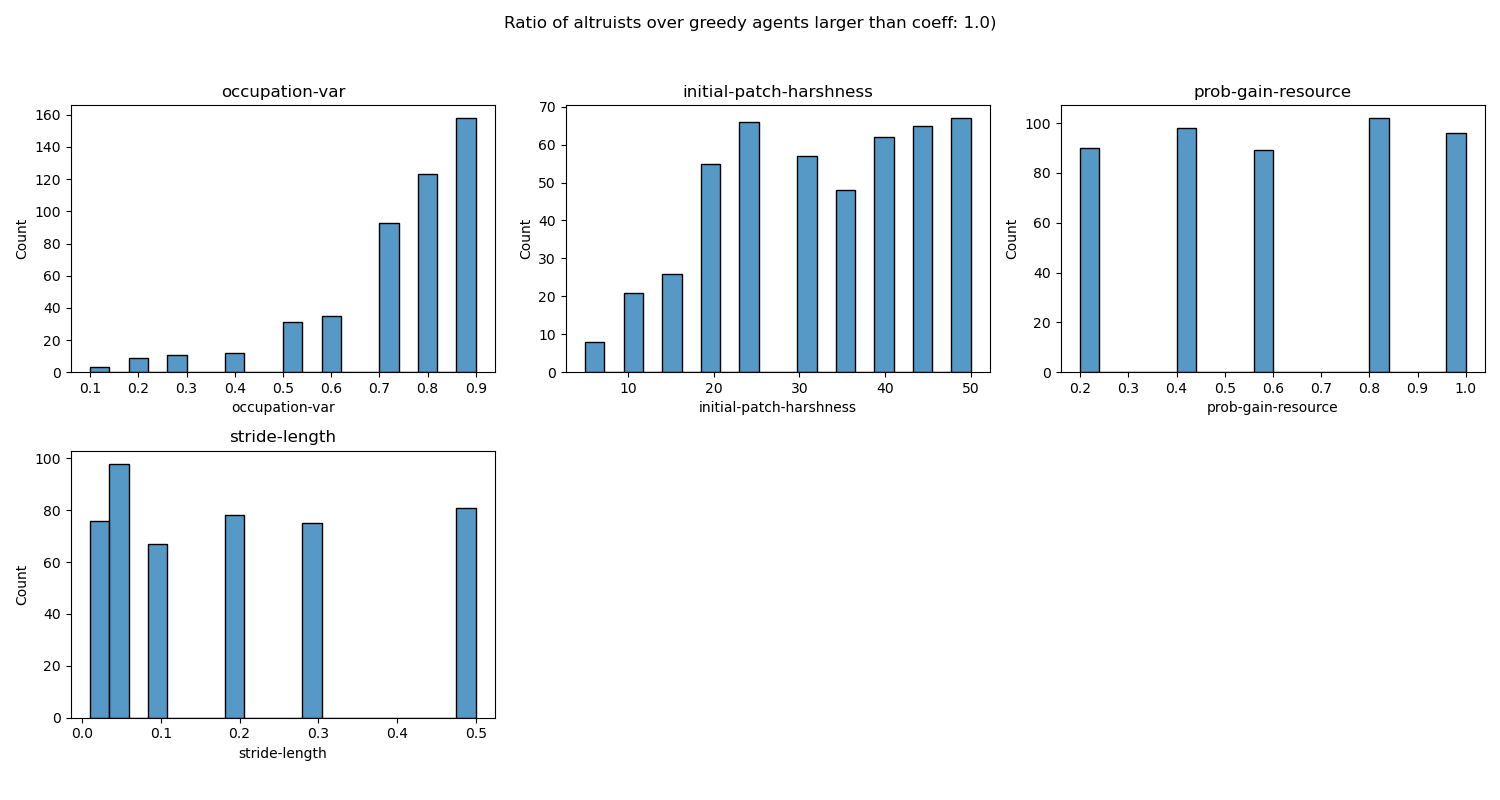 Ratio of altruists over greedy agents larger than coeff: 1.0)
occupation-var
initial-patch-harshness
prob-gain-resource
160
140
120
100
80
60
40
20
0
Count
0.1 0.2 0.3 0.4 0.5 0.6 0.7 0.8 0.9
occupation-var
70
60
50
40
30
20
10
0
Count
10 20 30 40 50
initial-patch-harshness
100
80
60
40
20
0
Count
0.2 0.3 0.4 0.5 0.6 0.7 0.8 0.9 1.0
prob-gain-resource
stride-length
100
80
60
40
20
0
Count
0.0 0.1 0.2 0.3 0.4 0.5
stride-length